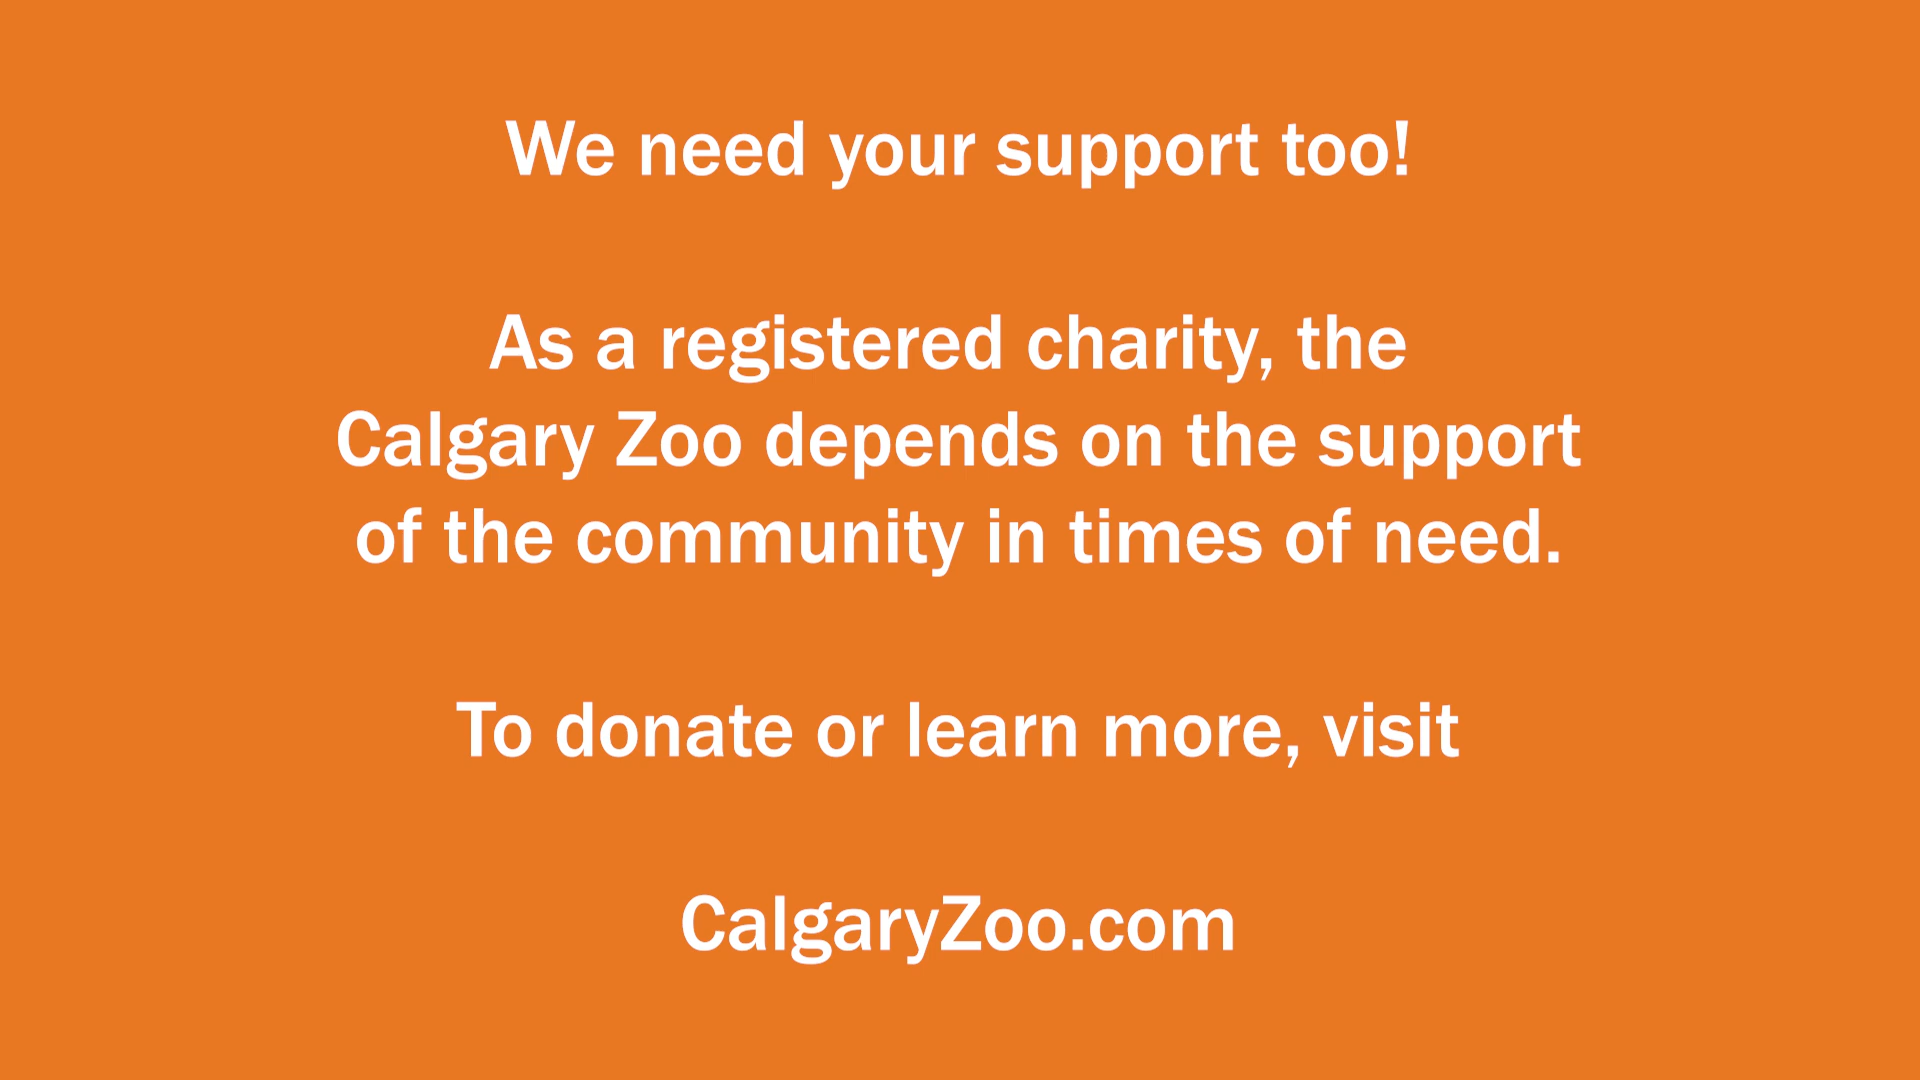 We need your support too!
As a registered charity, the
Calgary Zoo depends on the support
of the community in times of need.
To donate or learn more, visit
CalgaryZoo.com